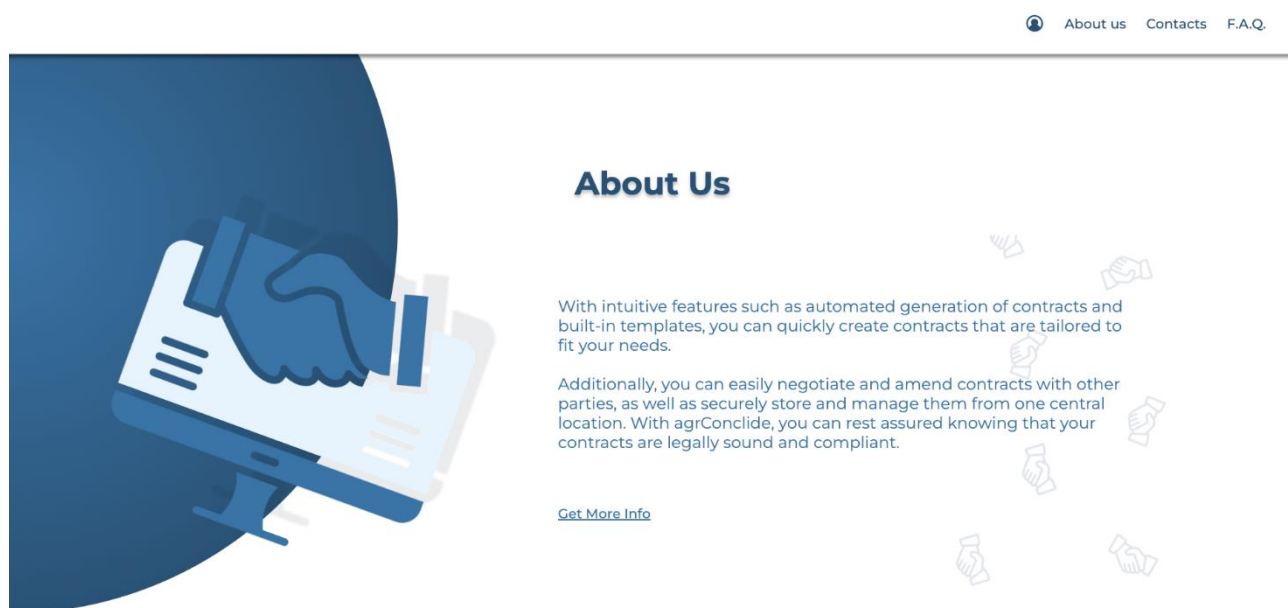 About us Contacts F.A.Q.
About Us
With intuitive features such as automated generation of contracts and
built-in templates, you can quickly create contracts that are tailored to
fit your needs.
Additionally, you can easily negotiate and amend contracts with other
parties, as well as securely store and manage them from one central
location. With agrConclide, you can rest assured knowing that your
contracts are legally sound and compliant.
Get More Info